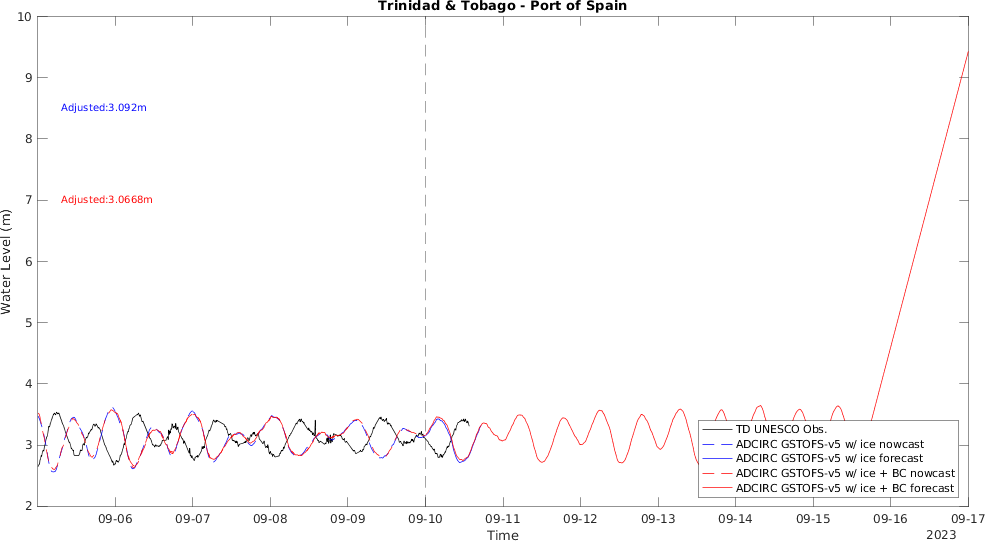 Trinidad & Tobago - Port of Spain
10
9
8
7
6
5
4
3
2
Water Level (m)
Adjusted:3.092m
Adjusted:3.0668m
TD UNESCO Obs.
ADCIRC GSTOFS-v5 w/ ice nowcast
ADCIRC GSTOFS-v5 w/ ice forecast
ADCIRC GSTOFS-v5 w/ ice + BC nowcast
ADCIRC GSTOFS-v5 w/ ice + BC forecast
09-06 09-07 09-08 09-09 09-10 09-11 09-12 09-13 09-14 09-15 09-16 09-17
Time
2023